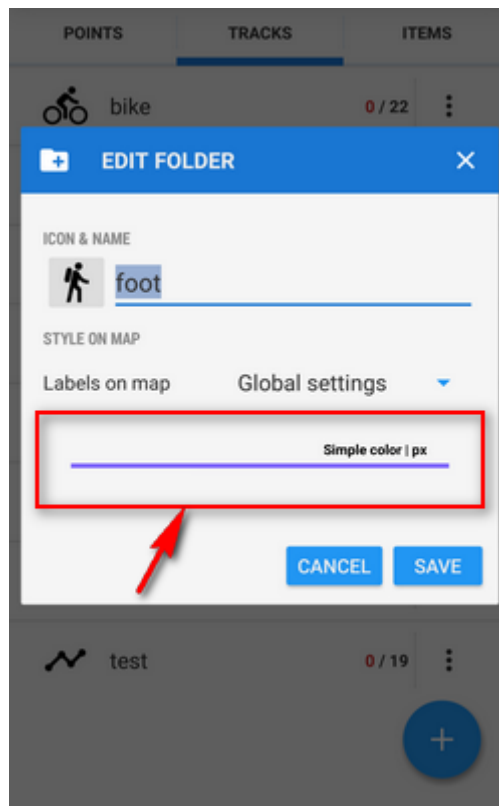 POINTS TRACKS ITEMS
bike 0 / 22
EDIT FOLDER
ICON & NAME
foot
STYLE ON MAP
Labels on map Global settings
Simple color | px
CANCEL SAVE
test 0 / 19